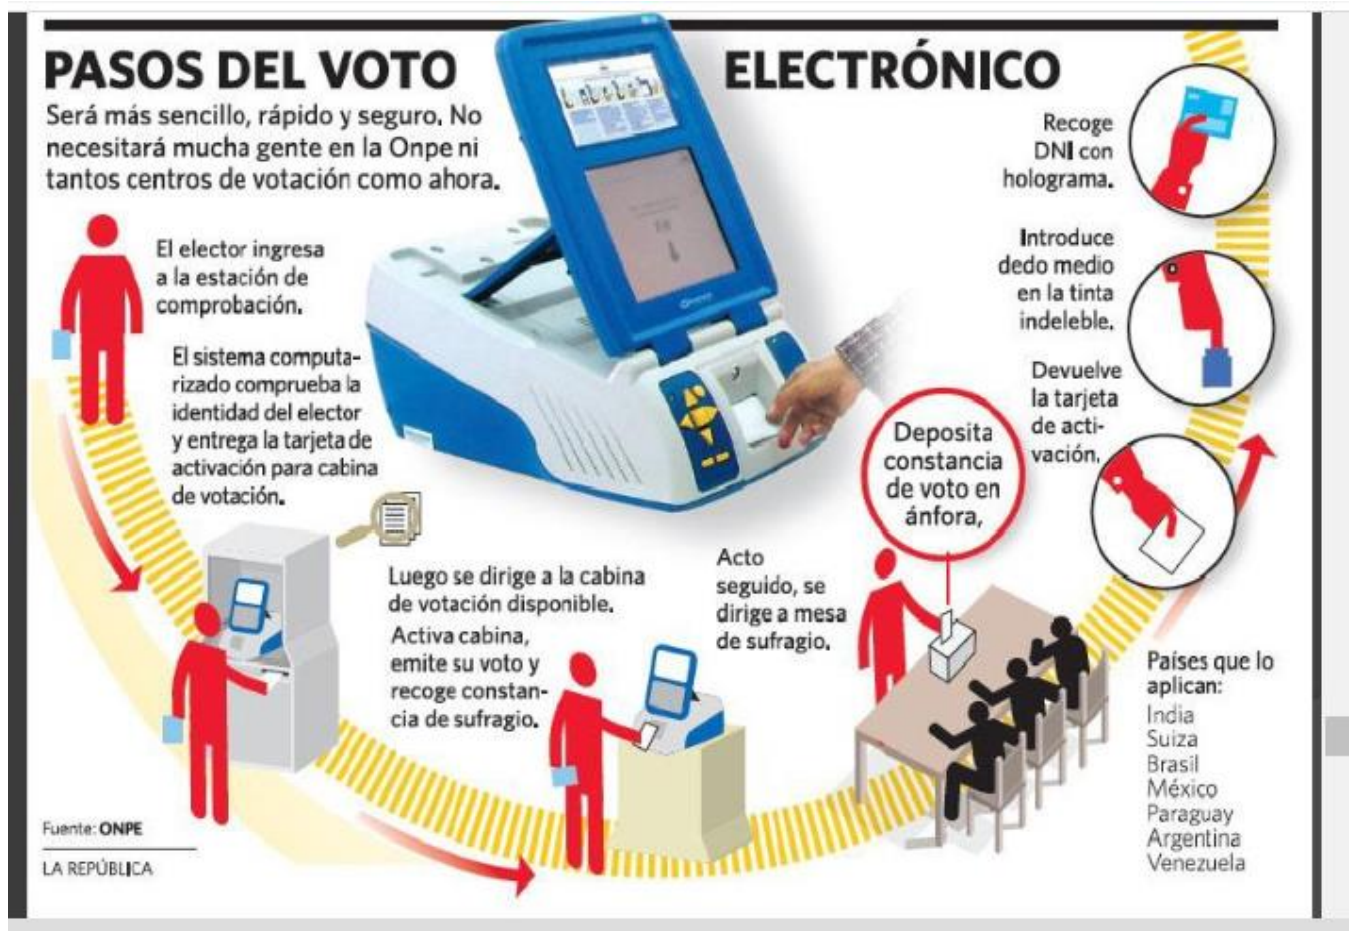 PASOS DEL VOTO ELECTRÓNICO
Será más sencillo, rápido y seguro. No
necesitará mucha gente en la Onpe ni
tantos centros de votación como ahora.
El elector ingresa
a la estación de
comprobación.
El sistema computa-
rizado comprueba la
identidad del elector
y entrega la tarjeta de
activación para cabina
de votación.
Luego se dirige a la cabina
de votación disponible.
Activa cabina,
emite su voto y
recoge constan-
cia de sufragio.
Acto
seguido, se
dirige a mesa
de sufragio.
Deposita
constancia
de voto en
ánfora,
Devuelve
la tarjeta
de acti-
vación.
Introduce
dedo medio
en la tinta
indeleble.
Recoge
DNI con
holograma.
Países que lo
aplican:
India
Suiza
Brasil
México
Paraguay
Argentina
Venezuela
Fuente: ONPE
LA REPÚBLICA